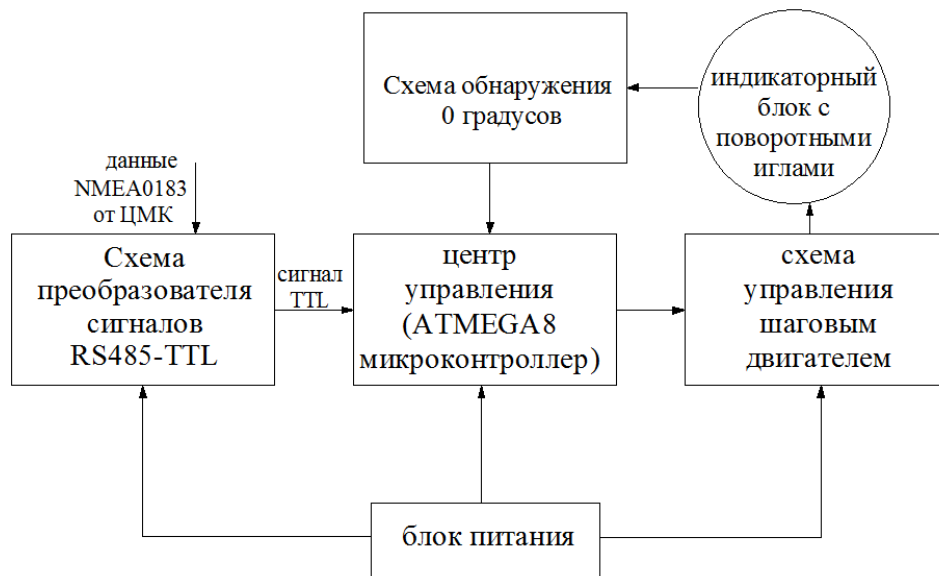 Схема обнаружения
0 градусов
индикаторный
блок с
поворотными
иглами
данные
NMEA0183
от ЦМК
Схема
преобразователя
сигналов
RS485-TTL
сигнал
TTL
центр
управления
(ATMEGA8
микроконтроллер)
схема
управления
шаговым
двигателем
блок питания